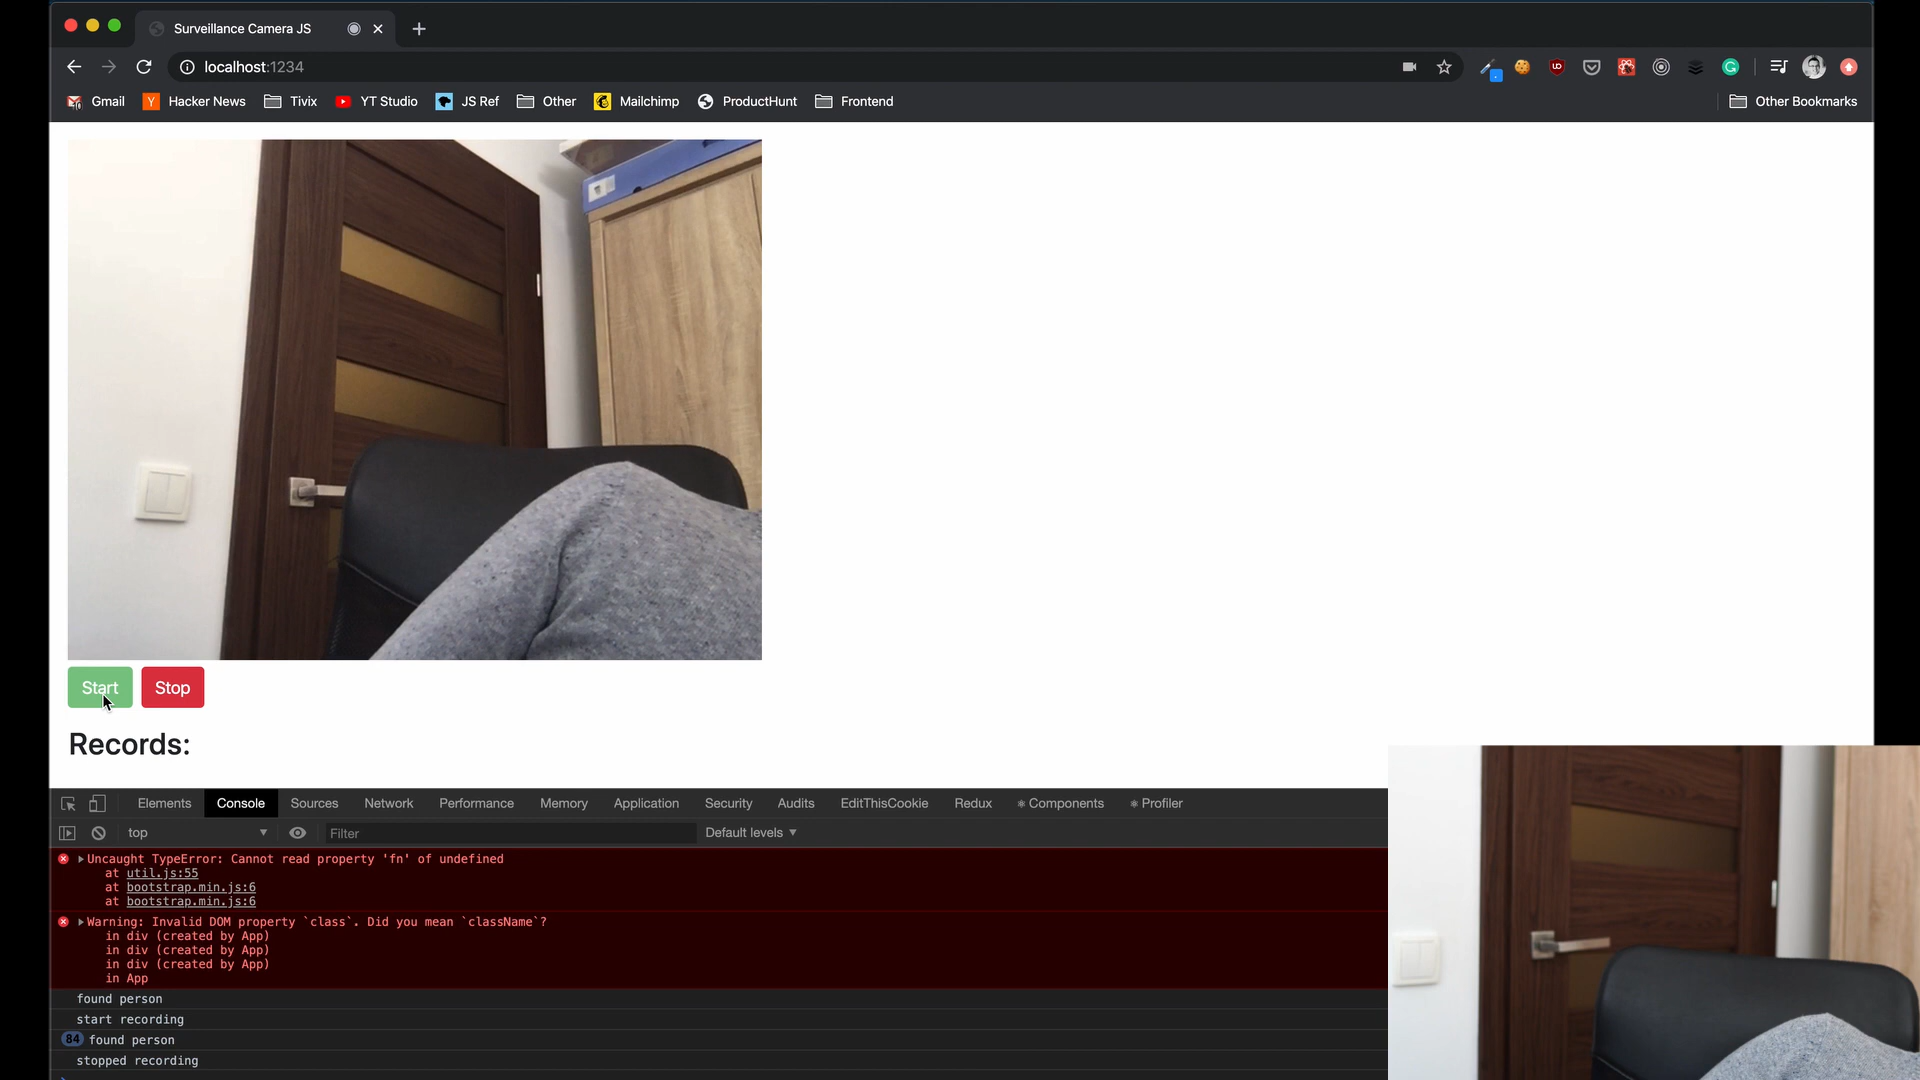 Surveillance Camera JS
localhost:1234
Gmail
Hacker News
Tivix
YT Studio
JS Ref
Other
Mailchimp
ProductHunt
Frontend
Other Bookmarks
Start
Stop
Records:
Elements
Console
Sources
Network
Performance
Memory
Application
Security
Audits
EditThisCookie
Redux
Components
Profiler
top
Filter
Default levels
Uncaught TypeError: Cannot read property 'fn' of undefined
at util.js:55
at bootstrap.min.js:6
at bootstrap.min.js:6
Warning: Invalid DOM property `class`. Did you mean `className`?
in div (created by App)
in div (created by App)
in div (created by App)
in App
found person
start recording
84 found person
stopped recording